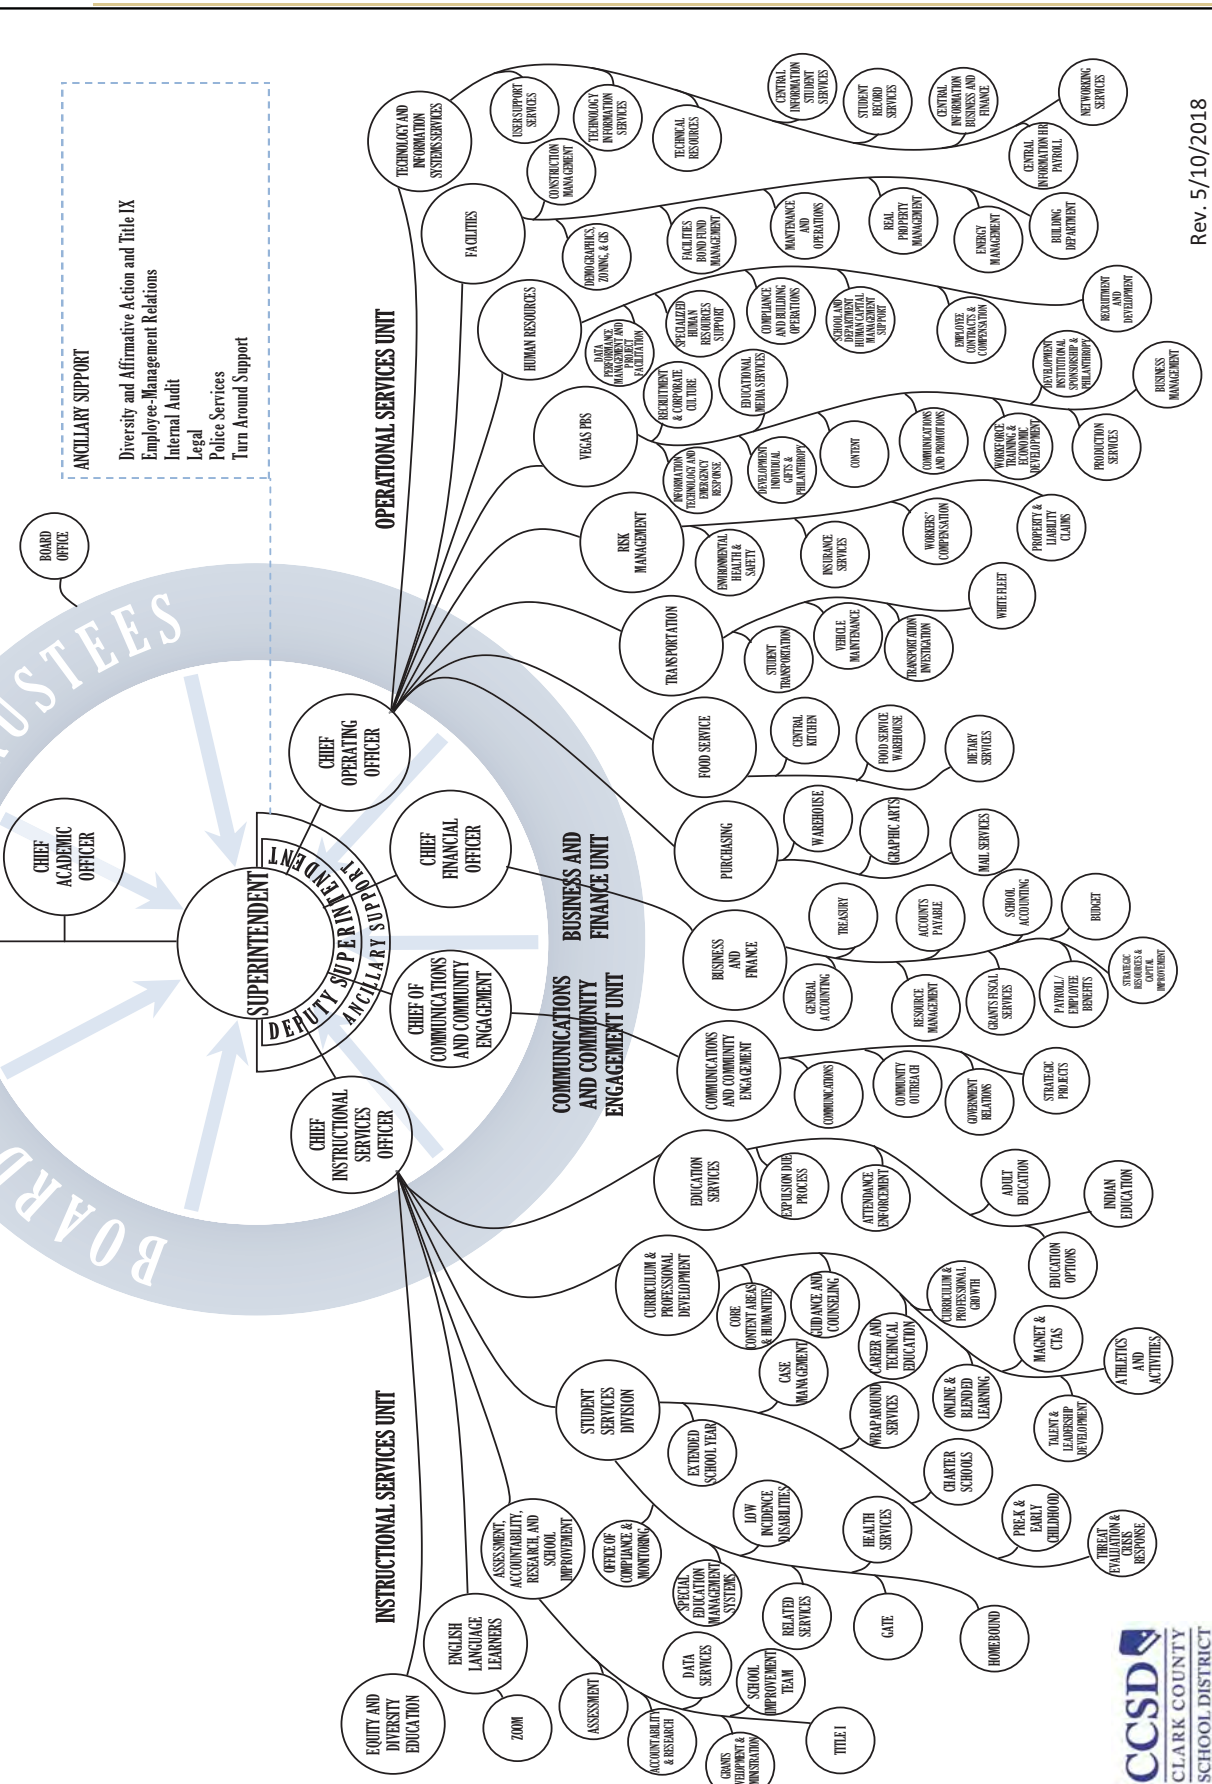 BOARD
TRUSTEES
BOARD
OFFICE
ANCILLARY SUPPORT
Diversity and Affirmative Action and Title IX
Employee-Management Relations
Internal Audit
Legal
Police Services
Turn Around Support
CHIEF
ACADEMIC
OFFICER
SUPERINTENDENT
DEPUTY SUPERINTENDENT
ANCILLARY SUPPORT
CHIEF
INSTRUCTIONAL
SERVICES
OFFICER
CHIEF OF
COMMUNICATIONS
AND COMMUNITY
ENGAGEMENT
CHIEF
FINANCIAL
OFFICER
CHIEF
OPERATING
OFFICER
INSTRUCTIONAL SERVICES UNIT
EQUITY AND
DIVERSITY
EDUCATION
ENGLISH
LANGUAGE
LEARNERS
ZOOM
ASSESSMENT,
ACCOUNTABILITY,
RESEARCH, AND
SCHOOL
IMPROVEMENT
ASSESSMENT
ACCOUNTABILITY
& RESEARCH
DATA
SERVICES
GRANTS
SCHOOL
IMPROVEMENT
TEAM
TITLE I
STUDENT
SERVICES
DIVISION
OFFICE OF
COMPLIANCE &
MONITORING
EXTENDED
SCHOOL YEAR
SPECIAL
EDUCATION
MANAGEMENT
SYSTEMS
LOW
INCIDENCE
DISABILITIES
RELATED
SERVICES
HEALTH
SERVICES
GATE
HOMEBOUND
CASE
MANAGEMENT
WRAPAROUND
SERVICES
CHARTER
SCHOOLS
PRE-K &
EARLY
CHILDHOOD
THREAT
EVALUATION &
CRISIS
RESPONSE
CURRICULUM &
PROFESSIONAL
DEVELOPMENT
CORE
CONTENT AREAS
& HUMANITIES
GUIDANCE AND
COUNSELING
CAREER AND
TECHNICAL
EDUCATION
CURRICULUM &
PROFESSIONAL
GROWTH
ONLINE &
BLENDED
LEARNING
MAGNET &
CTAS
TALENT &
LEADERSHIP
DEVELOPMENT
ATHLETICS
AND
ACTIVITIES
EDUCATION
SERVICES
EXPULSION DUE
PROCESS
ATTENDANCE
ENFORCEMENT
ADULT
EDUCATION
EDUCATION
OPTIONS
INDIAN
EDUCATION
COMMUNICATIONS
AND COMMUNITY
ENGAGEMENT UNIT
COMMUNICATIONS
AND COMMUNITY
ENGAGEMENT
COMMUNICATIONS
COMMUNITY
OUTREACH
GOVERNMENT
RELATIONS
STRATEGIC
PROJECTS
BUSINESS AND
FINANCE UNIT
BUSINESS
AND
FINANCE
GENERAL
ACCOUNTING
TREASURY
RESOURCE
MANAGEMENT
ACCOUNTS
PAYABLE
GRANTS FISCAL
SERVICES
SCHOOL
ACCOUNTING
PAYROLL/
EMPLOYEE
BENEFITS
BUDGET
STRATEGIC
RESOURCES &
CAPITAL
IMPROVEMENT
OPERATIONAL SERVICES UNIT
PURCHASING
WAREHOUSE
GRAPHIC ARTS
MAIL SERVICES
FOOD SERVICE
CENTRAL
KITCHEN
FOOD SERVICE
WAREHOUSE
DIETARY
SERVICES
TRANSPORTATION
STUDENT
TRANSPORTATION
VEHICLE
MAINTENANCE
TRANSPORTATION
INVESTIGATION
WHITE FLEET
RISK
MANAGEMENT
ENVIRONMENTAL
HEALTH &
SAFETY
INSURANCE
SERVICES
WORKERS'
COMPENSATION
PROPERTY &
LIABILITY
CLAIMS
VEGAS PBS
INFORMATION
TECHNOLOGY AND
EMERGENCY
RESPONSE
EDUCATIONAL
MEDIA SERVICES
DEVELOPMENT
INDIVIDUAL
GIFTS &
PHILANTHROPY
CONTENT
COMMUNICATIONS
AND PROMOTIONS
WORKFORCE
TRAINING &
ECONOMIC
DEVELOPMENT
DEVELOPMENT
INSTITUTIONAL
SPONSORSHIP &
PHILANTHROPY
PRODUCTION
SERVICES
BUSINESS
MANAGEMENT
HUMAN RESOURCES
DATA
PERFORMANCE
MANAGEMENT AND
PROJECT
FACILITATION
RECRUITMENT
& CORPORATE
CULTURE
SPECIALIZED
HUMAN
RESOURCES
SUPPORT
COMPLIANCE
AND BUILDING
OPERATIONS
SCHOOL AND
DEPARTMENT
HUMAN CAPITAL
MANAGEMENT
SUPPORT
EMPLOYEE
CONTRACTS &
COMPENSATION
RECRUITMENT
AND
DEVELOPMENT
FACILITIES
CONSTRUCTION
MANAGEMENT
DEMOGRAPHICS,
ZONING, & GIS
FACILITIES
BOND FUND
MANAGEMENT
MANTENANCE
AND
OPERATIONS
REAL
PROPERTY
MANAGEMENT
ENERGY
MANAGEMENT
BUILDING
DEPARTMENT
TECHNOLOGY AND
INFORMATION
SYSTEMS SERVICES
USER SUPPORT
SERVICES
TECHNOLOGY
INFORMATION
SERVICES
TECHNICAL
RESOURCES
CENTRAL
INFORMATION
STUDENT
SERVICES
STUDENT
RECORD
SERVICES
CENTRAL
INFORMATION
BUSINESS AND
FINANCE
CENTRAL
INFORMATION HR
PAYROLL
NETWORKING
SERVICES
CCSD
CLARK COUNTY
SCHOOL DISTRICT
Rev. 5/10/2018